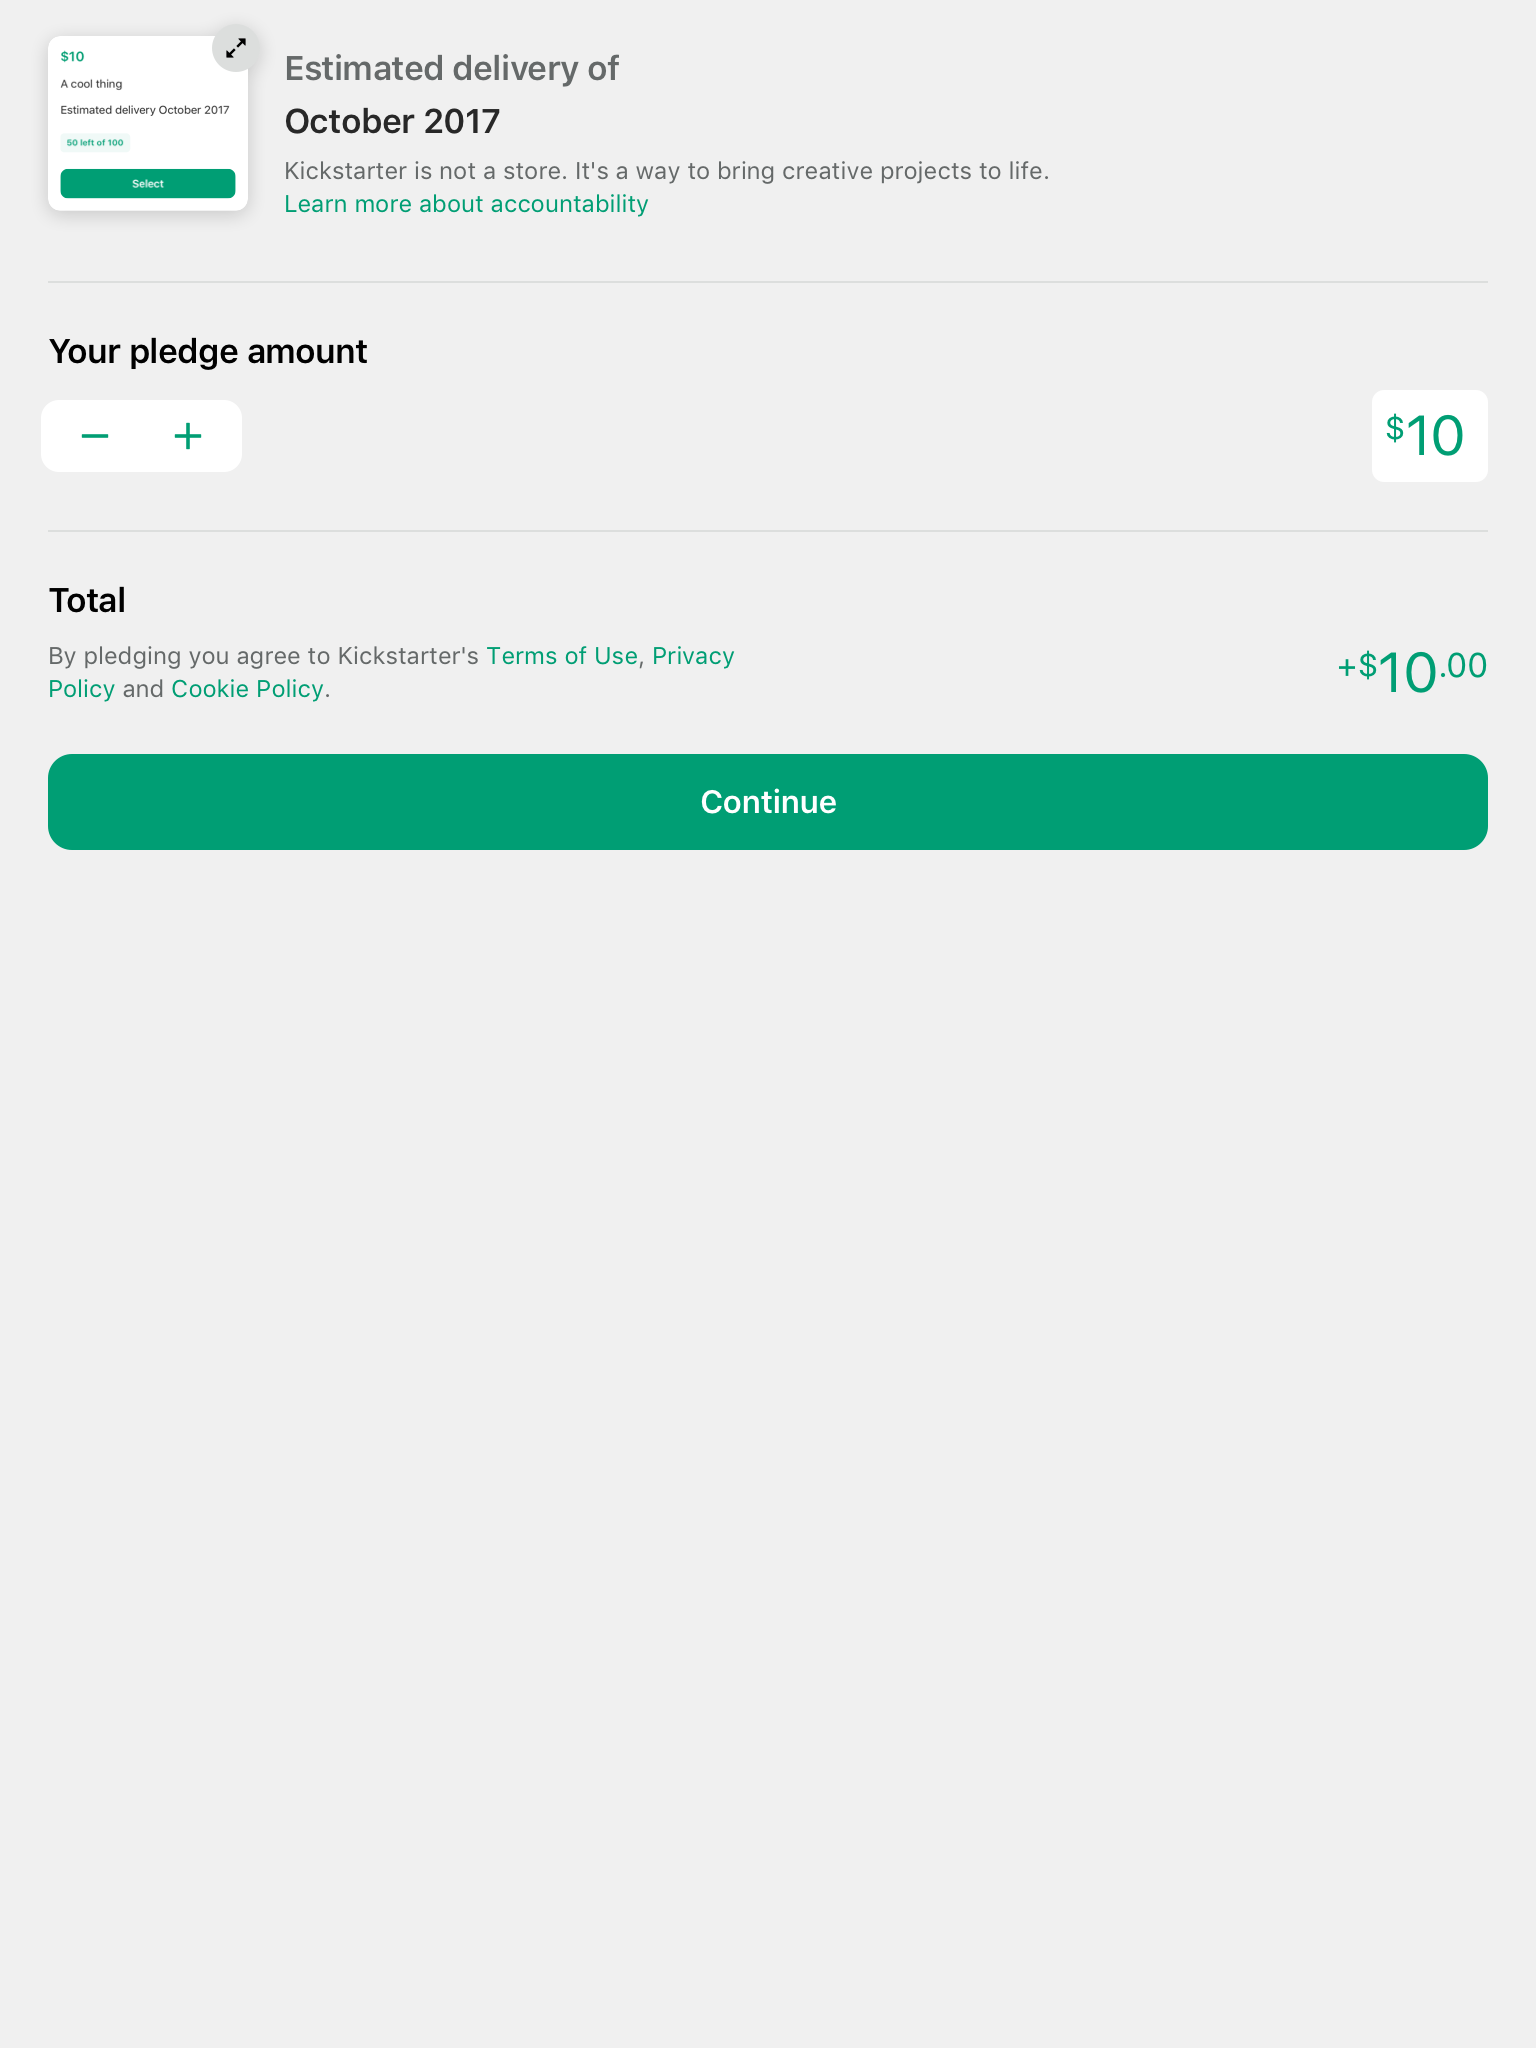 $10
A cool thing
Estimated delivery October 2017
50 left of 100
Select
Estimated delivery of
October 2017
Kickstarter is not a store. It's a way to bring creative projects to life.
Learn more about accountability
Your pledge amount
$10
Total
By pledging you agree to Kickstarter's Terms of Use, Privacy
Policy and Cookie Policy.
+$10.00
Continue